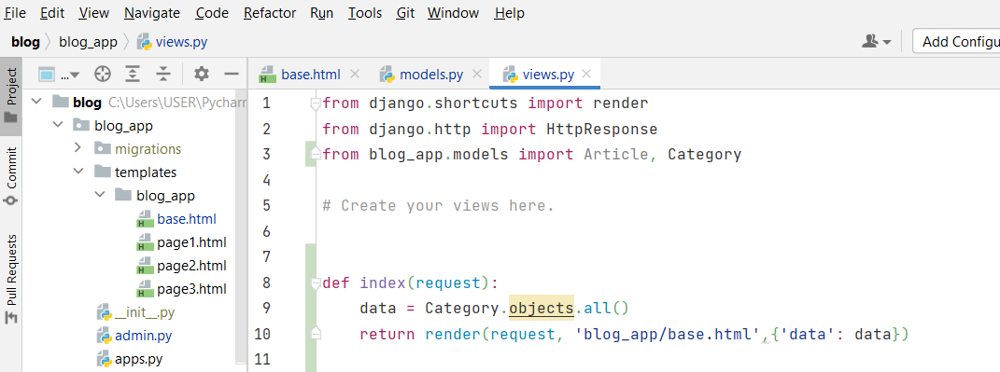 File Edit View Navigate Code Refactor Run Tools Git Window Help
blog blog_app views.py Add Configu
Project
Commit
Pull Requests
...
blog C:\Users\USER\Pycharm
blog_app
migrations
templates
blog_app
base.html
page1.html
page2.html
page3.html
__init__.py
admin.py
apps.py
base.html models.py views.py
1 from django.shortcuts import render
2 from django.http import HttpResponse
3 from blog_app.models import Article, Category
4
5 # Create your views here.
6
7
8 def index(request):
9 data = Category.objects.all()
10 return render(request, 'blog_app/base.html',{'data': data})
11